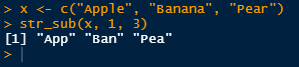 > x <- c("Apple", "Banana", "Pear")
> str_sub(x, 1, 3)
[1] "App" "Ban" "Pea"
>